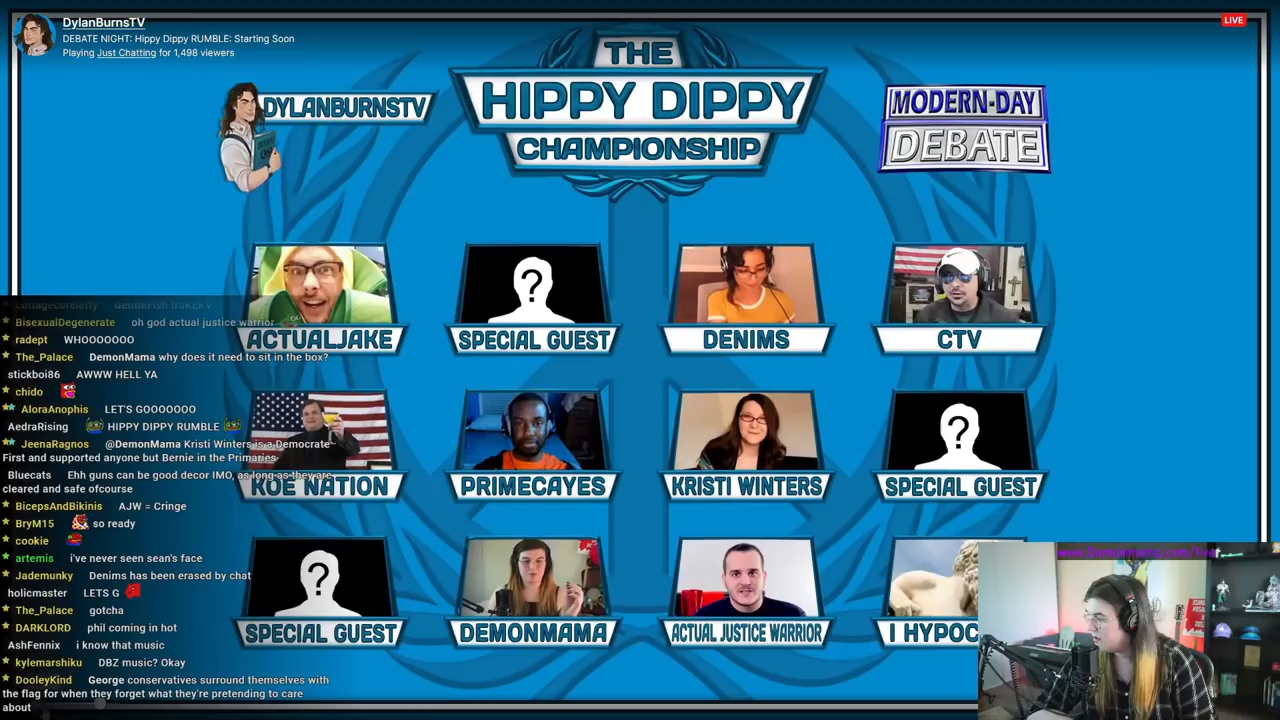 DylanBurnsTV
DEBATE NIGHT: Hippy Dippy RUMBLE: Starting Soon
Playing Just Chatting for 1,498 viewers
LIVE
THE
HIPPY DIPPY
CHAMPIONSHIP
DYLANBURNSTV
MODERN-DAY
DEBATE
ACTUALJAKE
?
SPECIAL GUEST
DENIMS
CTV
KOE NATION
PRIMECAYES
KRISTI WINTERS
?
SPECIAL GUEST
?
SPECIAL GUEST
DEMONMAMA
ACTUAL JUSTICE WARRIOR
I HYPOC
BisexualDegenerate oh god actual justice warrior
radept WHOOOOOOO
The_Palace DemonMama why does it need to sit in the box?
stickboi86 AWWW HELL YA
chido
AloraAnophis LET'S GOOOOOOO
AedraRising HIPPY DIPPY RUMBLE
JeenaRagnos @DemonMama Kristi Winters is a Democrate
First and supported anyone but Bernie in the Primaries
Bluecats Ehh guns can be good decor IMO, as long as they are
cleared and safe ofcourse
BicepsAndBikinis AJW = Cringe
BryM15 so ready
cookie
artemis i've never seen sean's face
Jademunky Denims has been erased by chat
holicmaster LETS G
The_Palace gotcha
DARKLORD phil coming in hot
AshFennix i know that music
kylemarshiku DBZ music? Okay
DooleyKind George conservatives surround themselves with
the flag for when they forget what they're pretending to care
about